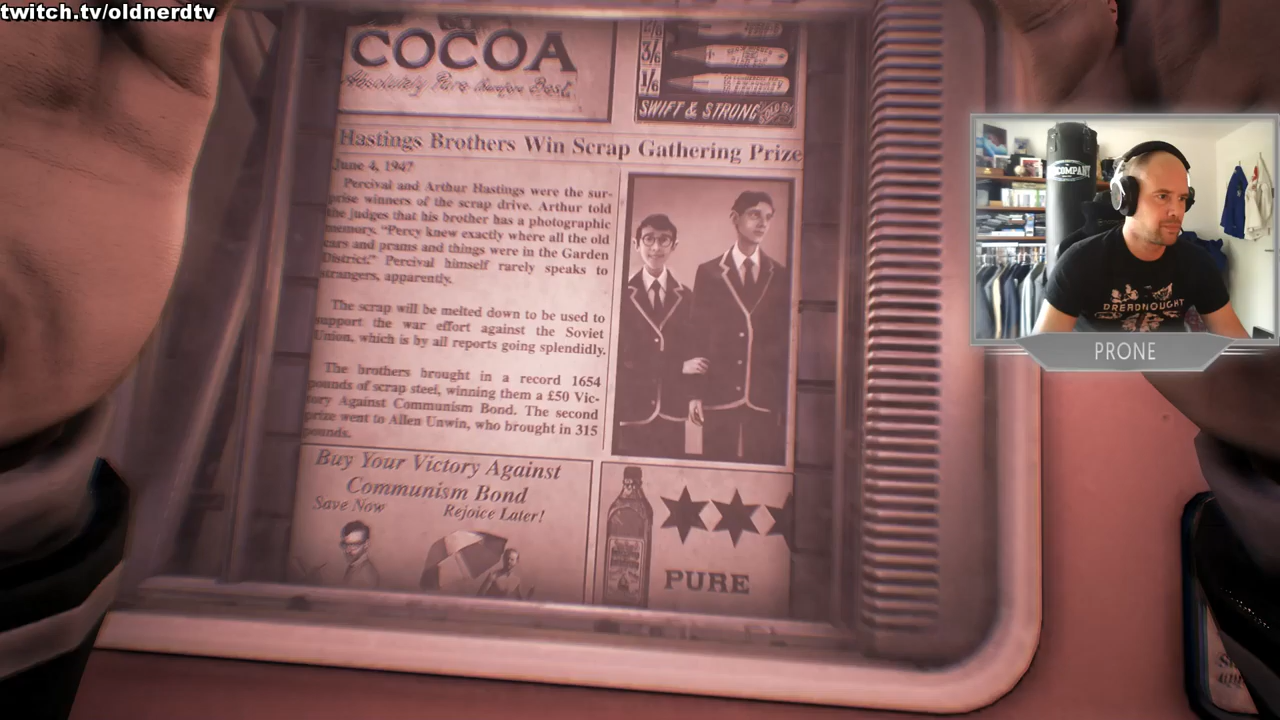 twitch.tv/oldnerdtv
COCOA
Absolutely Pure
3/6
1/6
SWIFT & STRONG
Hastings Brothers Win Scrap Gathering Prize
June 4, 1947
Percival and Arthur Hastings were the sur-
prise winners of the scrap drive. Arthur told
the judges that his brother has a photographic
memory. "Percy knew exactly where all the old
cars and prams and things were in the Garden
District." Percival himself rarely speaks to
strangers, apparently.
The scrap will be melted down to be used to
support the war effort against the Soviet
Union, which is by all reports going splendidly.
The brothers brought in a record 1654
pounds of scrap steel, winning them a £50 Vic-
tory Against Communism Bond. The second
prize went to Allen Unwin, who brought in 315
pounds.
Buy Your Victory Against
Communism Bond
Save Now
Rejoice Later!
PURE
COMPANY
DREADNOUGHT
PRONE